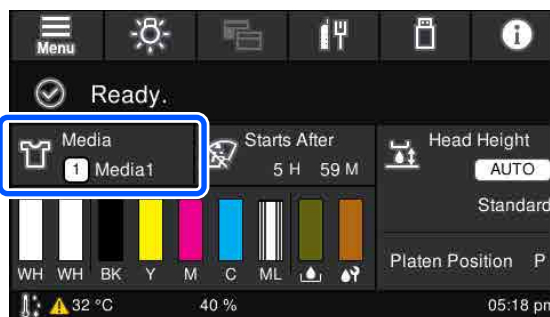 Menu
Ready.
Media
1 Media1
Starts After
5 H 59 M
Head Height
AUTO
Standard
WH WH BK Y M C ML
Platen Position P
32 °C
40 %
05:18 pm